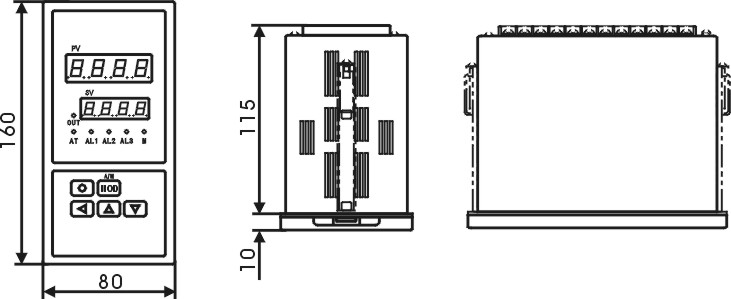 PV
8.8.8.8
SV
8.8.8.8
OUT
AT AL1 AL2 AL3 M
A/M
MOD
160
80
115
10